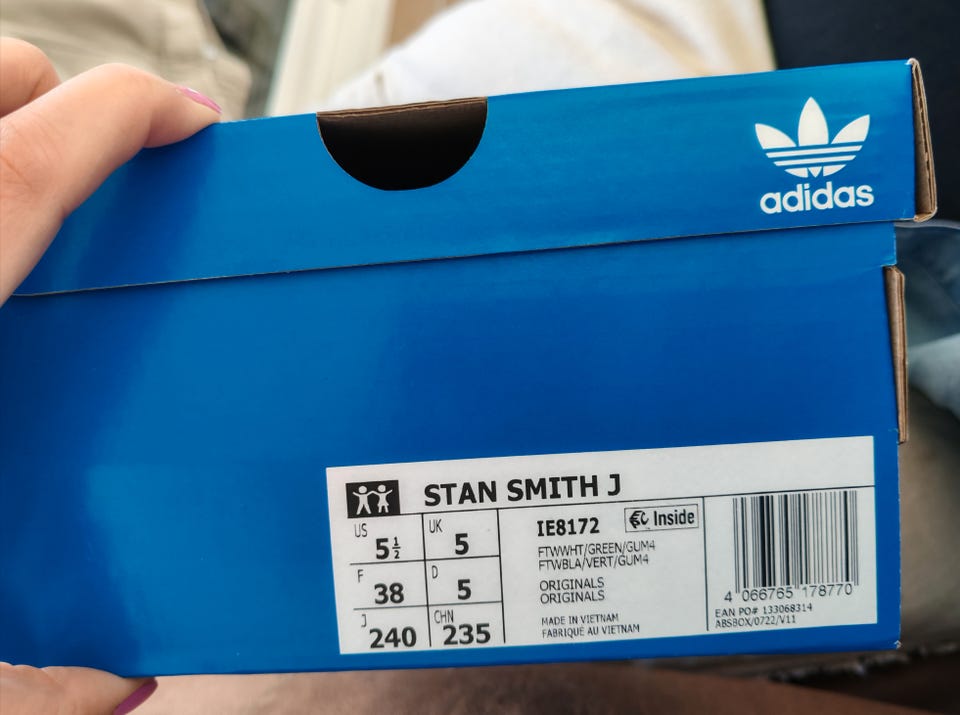 adidas
STAN SMITH J
US 5½ UK 5
F 38 D 5
J 240 CHN 235
IE8172 Inside
FTWWHT/GREEN/GUM4
FTWBLA/VERT/GUM4
ORIGINALS
ORIGINALS
MADE IN VIETNAM
FABRIQUÉ AU VIETNAM
4 066765 178770
EAN PO# 133068314
ABSBOX/0722/V11